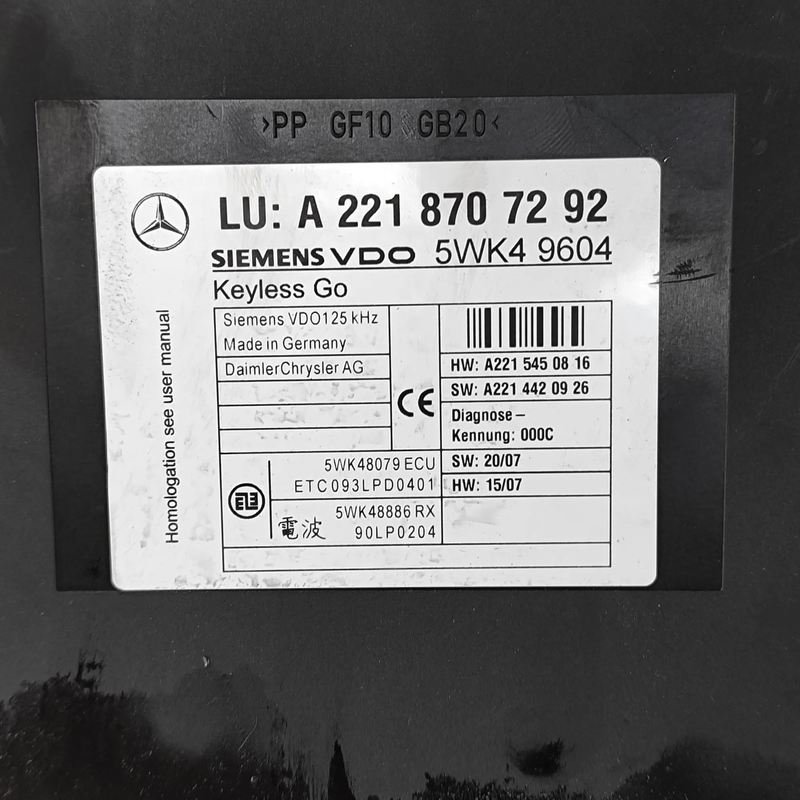 >PP GF10 GB20<
LU: A 221 870 72 92
SIEMENS VDO 5WK4 9604
Keyless Go
Siemens VDO125 kHz
Made in Germany
DaimlerChrysler AG
CE
HW: A221 545 08 16
SW: A221 442 09 26
Diagnose–
Kennung: 000C
SW: 20/07
HW: 15/07
5WK48079 ECU
ETC093LPD0401
5WK48886 RX
電波 90LP0204
Homologation see user manual